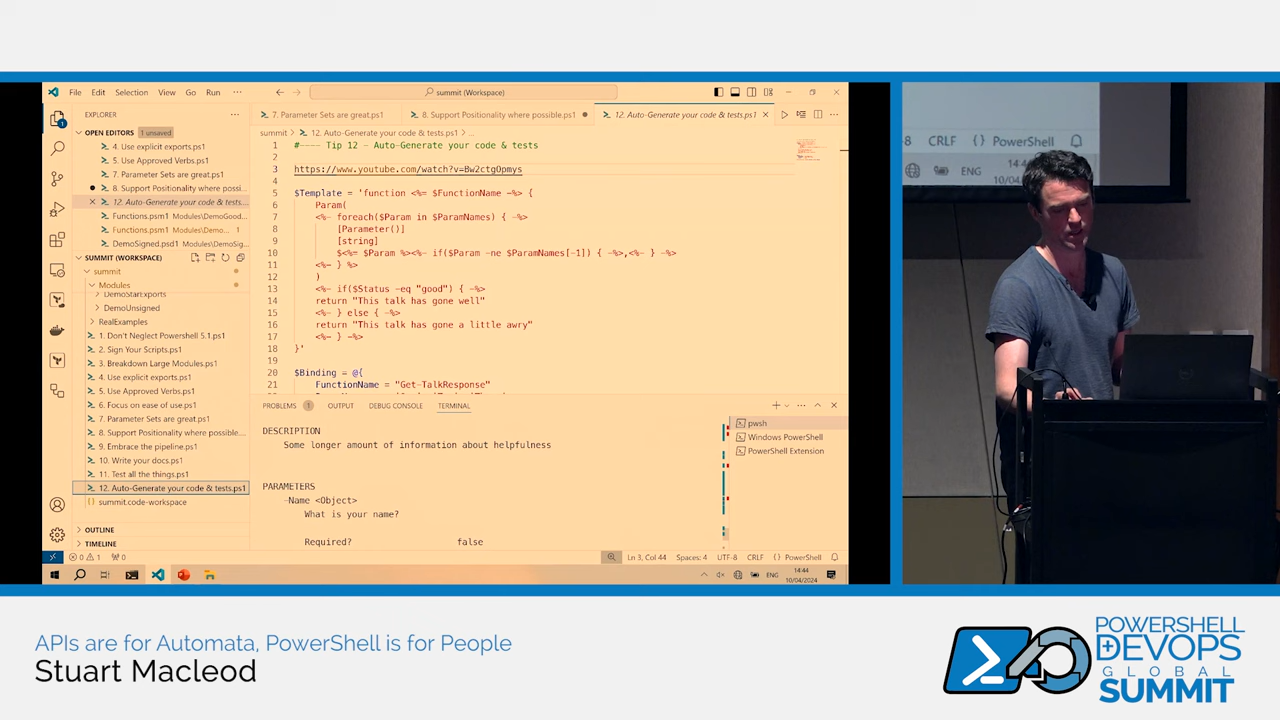 File Edit Selection View Go Run ··· summit (Workspace)
EXPLORER ···
OPEN EDITORS 1 unsaved
4. Use explicit exports.ps1
5. Use Approved Verbs.ps1
7. Parameter Sets are great.ps1
8. Support Positionality where possi...
12. Auto-Generate your code & tests....
Functions.psm1 Modules\DemoGood...
Functions.psm1 Modules\Demo... 1
DemoSigned.psd1 Modules\DemoSig...
SUMMIT (WORKSPACE)
summit
Modules
DemoStartExports
DemoUnsigned
RealExamples
1. Don't Neglect Powershell 5.1.ps1
2. Sign Your Scripts.ps1
3. Breakdown Large Modules.ps1
4. Use explicit exports.ps1
5. Use Approved Verbs.ps1
6. Focus on ease of use.ps1
7. Parameter Sets are great.ps1
8. Support Positionality where possible....
9. Embrace the pipeline.ps1
10. Write your docs.ps1
11. Test all the things.ps1
12. Auto-Generate your code & tests.ps1
summit.code-workspace
OUTLINE
TIMELINE
7. Parameter Sets are great.ps1 8. Support Positionality where possible.ps1 12. Auto-Generate your code & tests.ps1
summit > 12. Auto-Generate your code & tests.ps1 > ...
1 #---- Tip 12 - Auto-Generate your code & tests
2
3 https://www.youtube.com/watch?v=Bw2ctgOpmys
4
5 $Template = 'function <%= $FunctionName -%> {
6 Param(
7 <%- foreach($Param in $ParamNames) { -%>
8 [Parameter()]
9 [string]
10 $<%= $Param %><%- if($Param -ne $ParamNames[-1]) { -%>,<%- } -%>
11 <%- } %>
12 )
13 <%- if($Status -eq "good") { -%>
14 return "This talk has gone well"
15 <%- } else { -%>
16 return "This talk has gone a little awry"
17 <%- } -%>
18 }'
19
20 $Binding = @{
21 FunctionName = "Get-TalkResponse"
PROBLEMS 1 OUTPUT DEBUG CONSOLE TERMINAL
DESCRIPTION
Some longer amount of information about helpfulness
PARAMETERS
-Name <Object>
What is your name?
Required? false
pwsh
Windows PowerShell
PowerShell Extension
0 1 0 Ln 3, Col 44 Spaces: 4 UTF-8 CRLF { } PowerShell
ENG 14:44
10/04/2024
-8 CRLF { } PowerShell
ENG
APIs are for Automata, PowerShell is for People
Stuart Macleod
POWERSHELL
DEVOPS
GLOBAL
SUMMIT